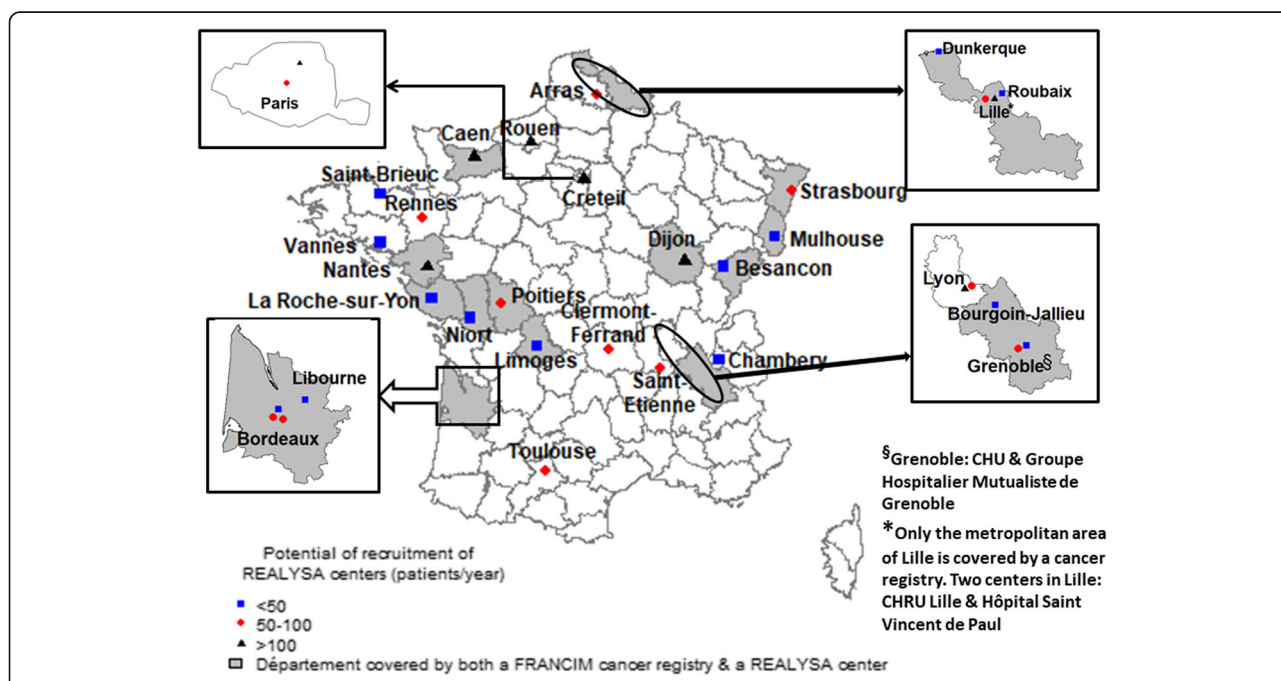 Paris
Dunkerque
Roubaix
Lille
*
Arras
Rouen
Caen
Creteil
Saint-Brieuc
Rennes
Strasbourg
Vannes
Mulhouse
Nantes
Dijon
Besancon
La Roche-sur-Yon
Poitiers
Niort
Clermont-
Ferrand
Limoges
Chambery
Saint-
Etienne
Lyon
Bourgoin-Jallieu
Grenoble§
Libourne
Bordeaux
Toulouse
§Grenoble: CHU & Groupe
Hospitalier Mutualiste de
Grenoble
*Only the metropolitan area
of Lille is covered by a cancer
registry. Two centers in Lille:
CHRU Lille & Hôpital Saint
Vincent de Paul
Potential of recruitment of
REALYSA centers (patients/year)
<50
50-100
>100
Département covered by both a FRANCIM cancer registry & a REALYSA center